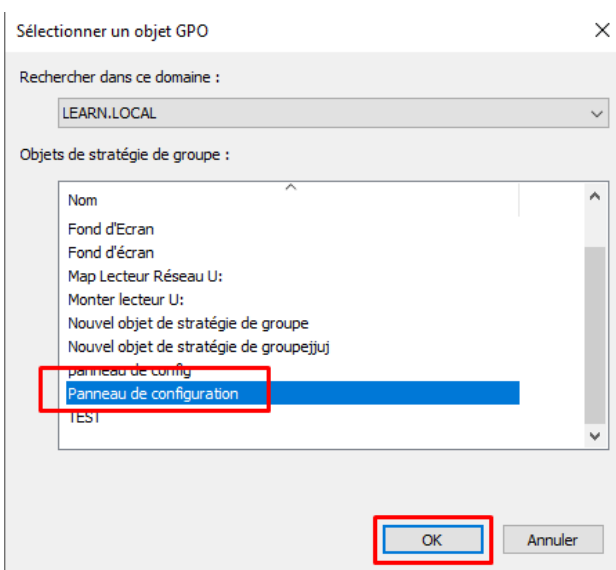 Sélectionner un objet GPO
Rechercher dans ce domaine :
LEARN.LOCAL
Objets de stratégie de groupe :
Nom
Fond d'Ecran
Fond d'écran
Map Lecteur Réseau U:
Monter lecteur U:
Nouvel objet de stratégie de groupe
Nouvel objet de stratégie de groupejjuj
panneau de config
Panneau de configuration
TEST
OK
Annuler